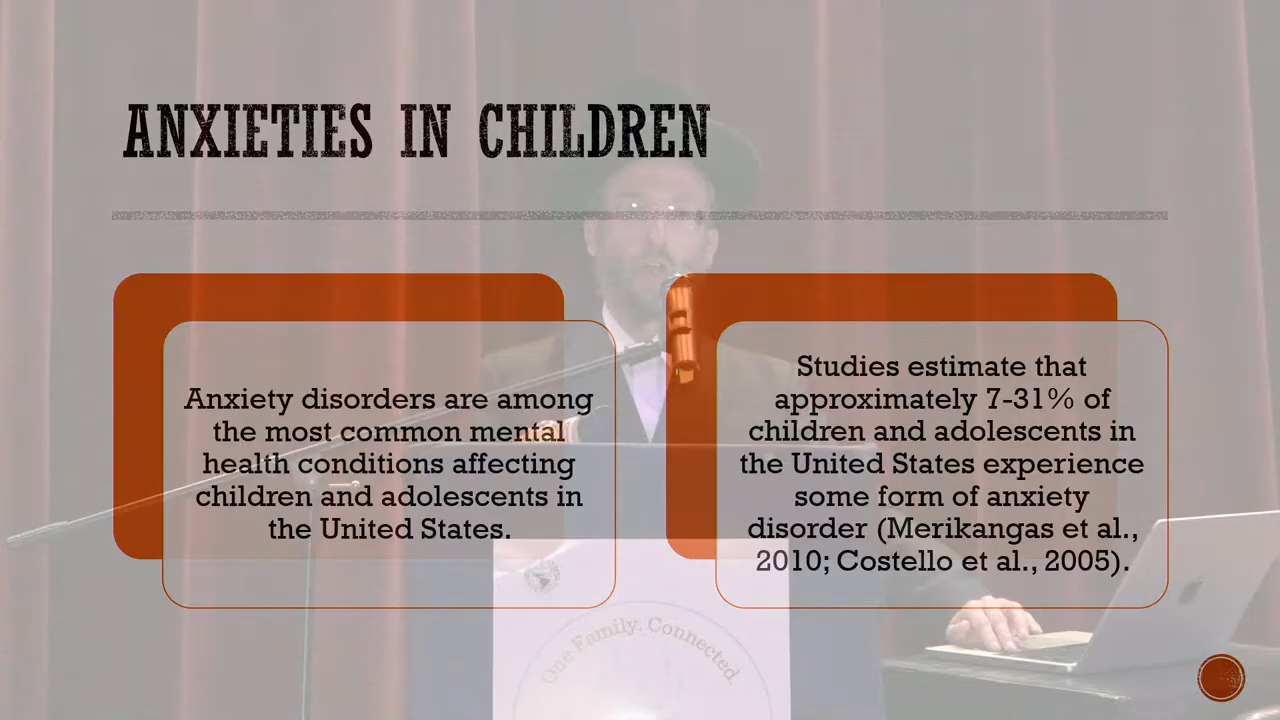 ANXIETIES IN CHILDREN
Anxiety disorders are among
the most common mental
health conditions affecting
children and adolescents in
the United States.
Studies estimate that
approximately 7-31% of
children and adolescents in
the United States experience
some form of anxiety
disorder (Merikangas et al.,
2010; Costello et al., 2005).
One Family. Connected.